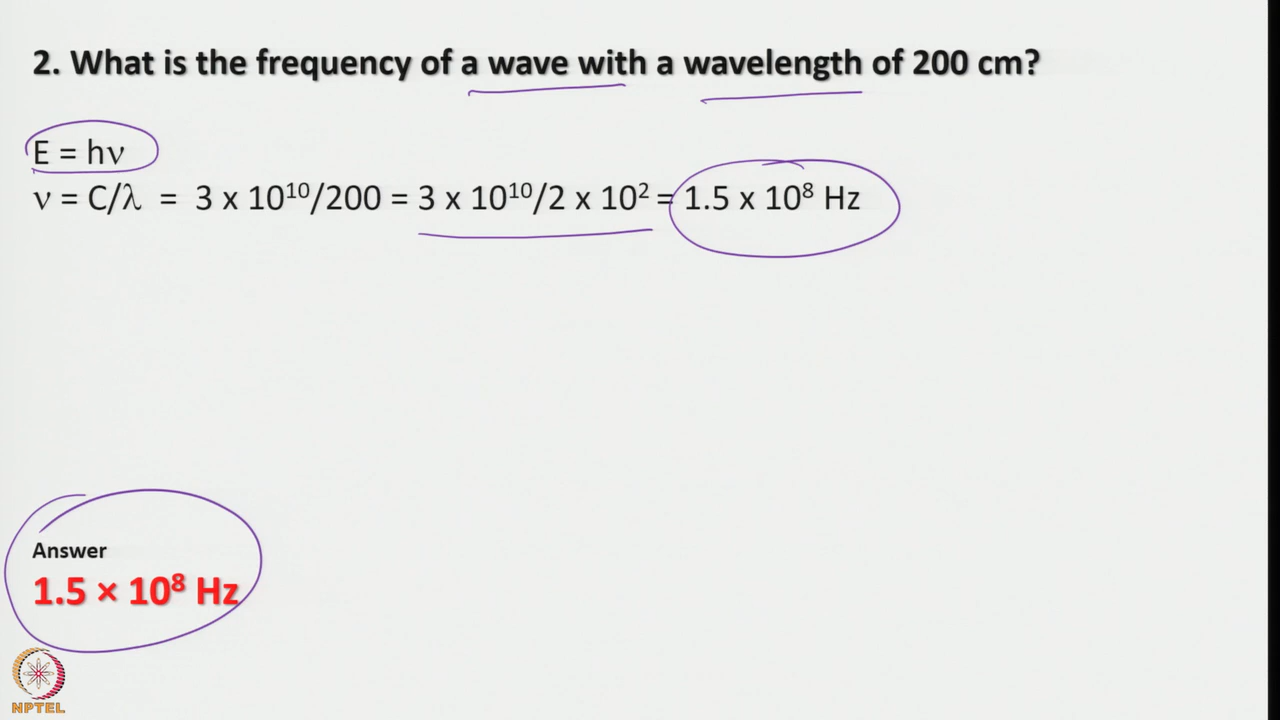 2. What is the frequency of a wave with a wavelength of 200 cm?
E = hν
ν = C/λ = 3 x 10¹⁰/200 = 3 x 10¹⁰/2 x 10² = 1.5 x 10⁸ Hz
Answer
1.5 × 10⁸ Hz
NPTEL